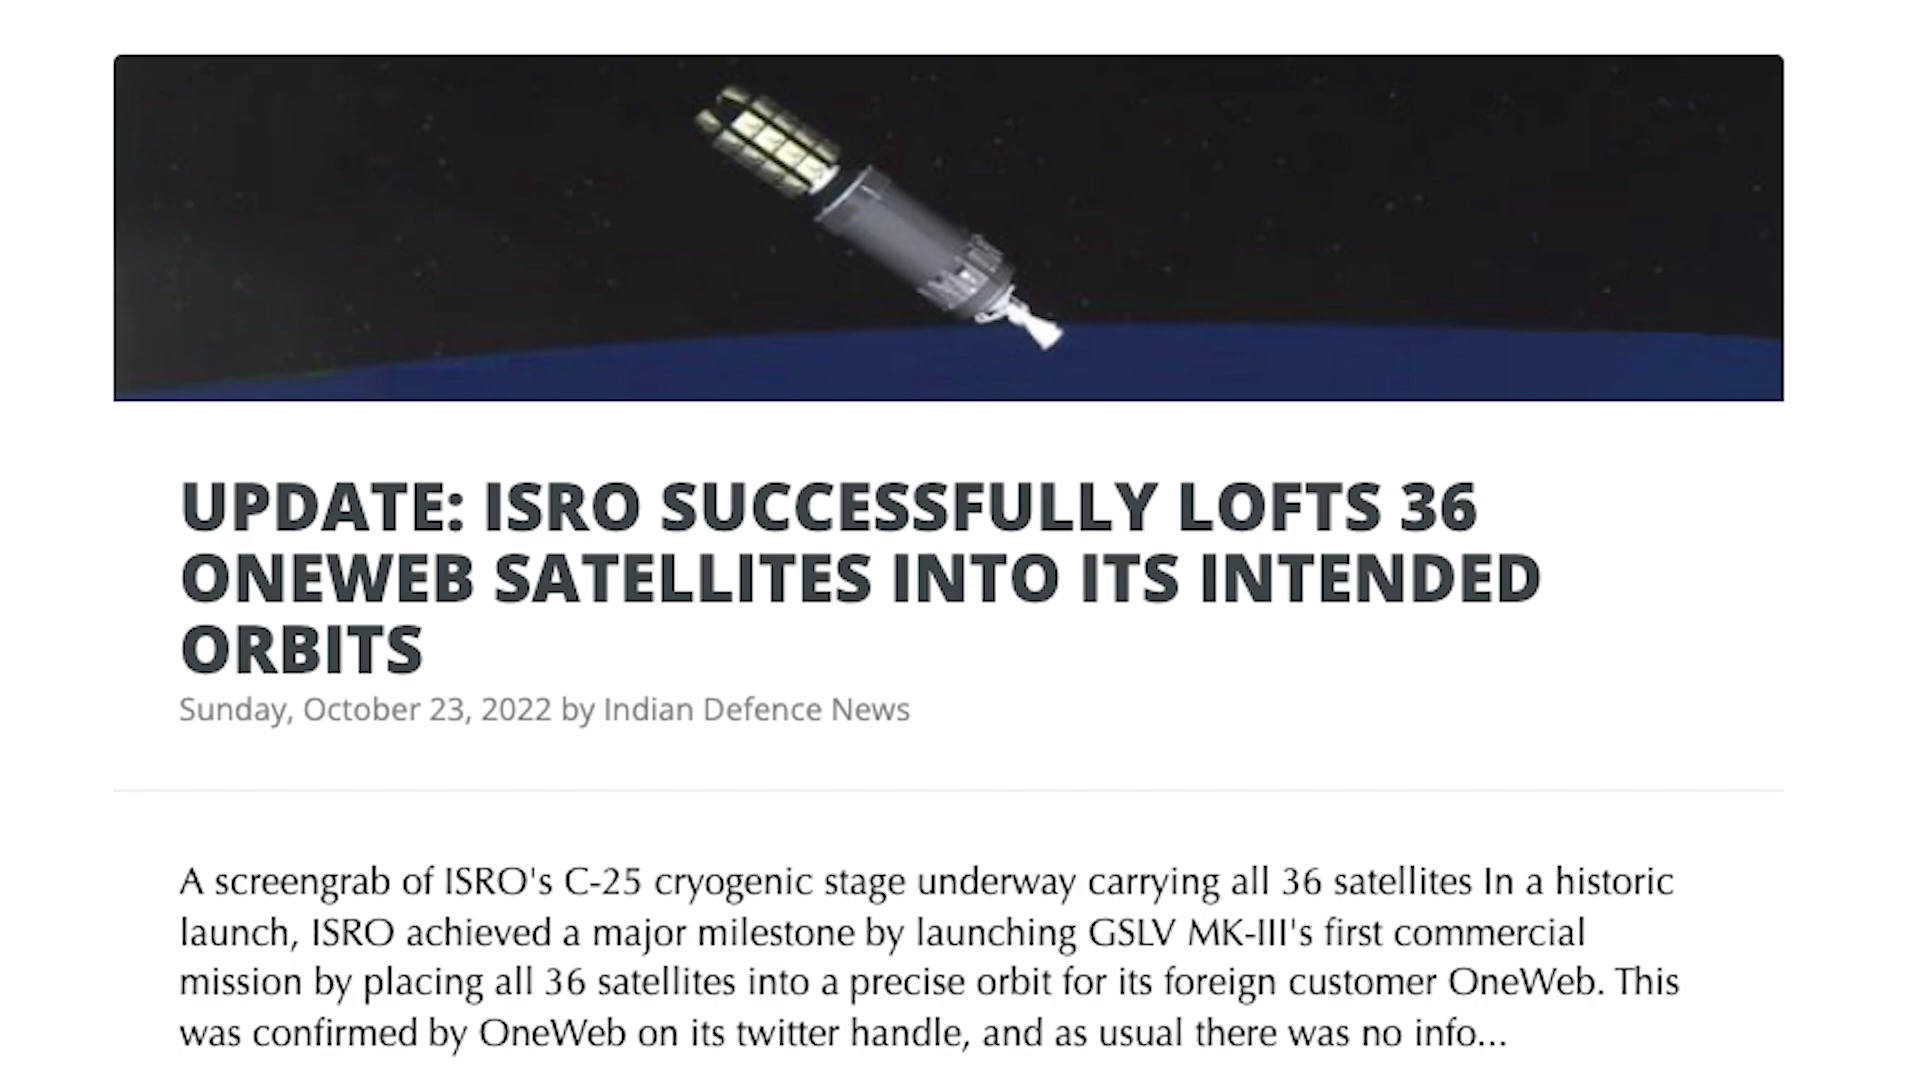 UPDATE: ISRO SUCCESSFULLY LOFTS 36
ONEWEB SATELLITES INTO ITS INTENDED
ORBITS
Sunday, October 23, 2022 by Indian Defence News
A screengrab of ISRO's C-25 cryogenic stage underway carrying all 36 satellites In a historic
launch, ISRO achieved a major milestone by launching GSLV MK-III's first commercial
mission by placing all 36 satellites into a precise orbit for its foreign customer OneWeb. This
was confirmed by OneWeb on its twitter handle, and as usual there was no info...